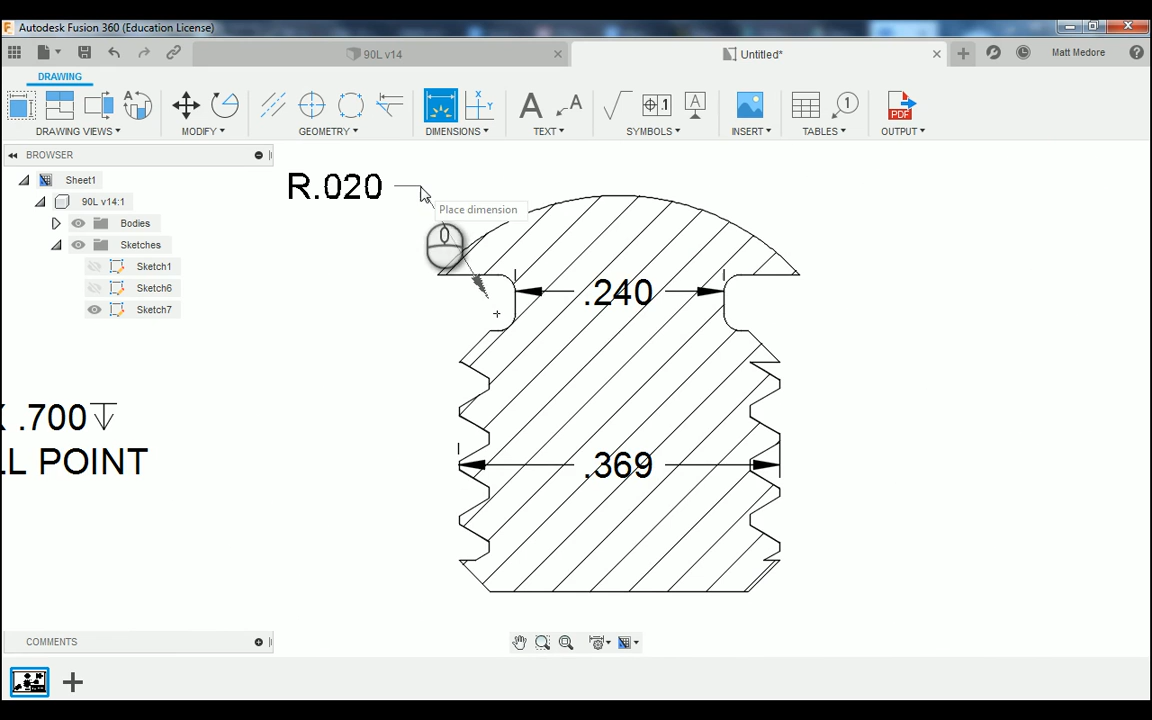 Autodesk Fusion 360 (Education License)
90L v14
Untitled*
Matt Medore
DRAWING
DRAWING VIEWS
MODIFY
GEOMETRY
DIMENSIONS
TEXT
SYMBOLS
INSERT
TABLES
OUTPUT
BROWSER
Sheet1
90L v14:1
Bodies
Sketches
Sketch1
Sketch6
Sketch7
R.020
Place dimension
.240
.369
X .700
LL POINT
COMMENTS